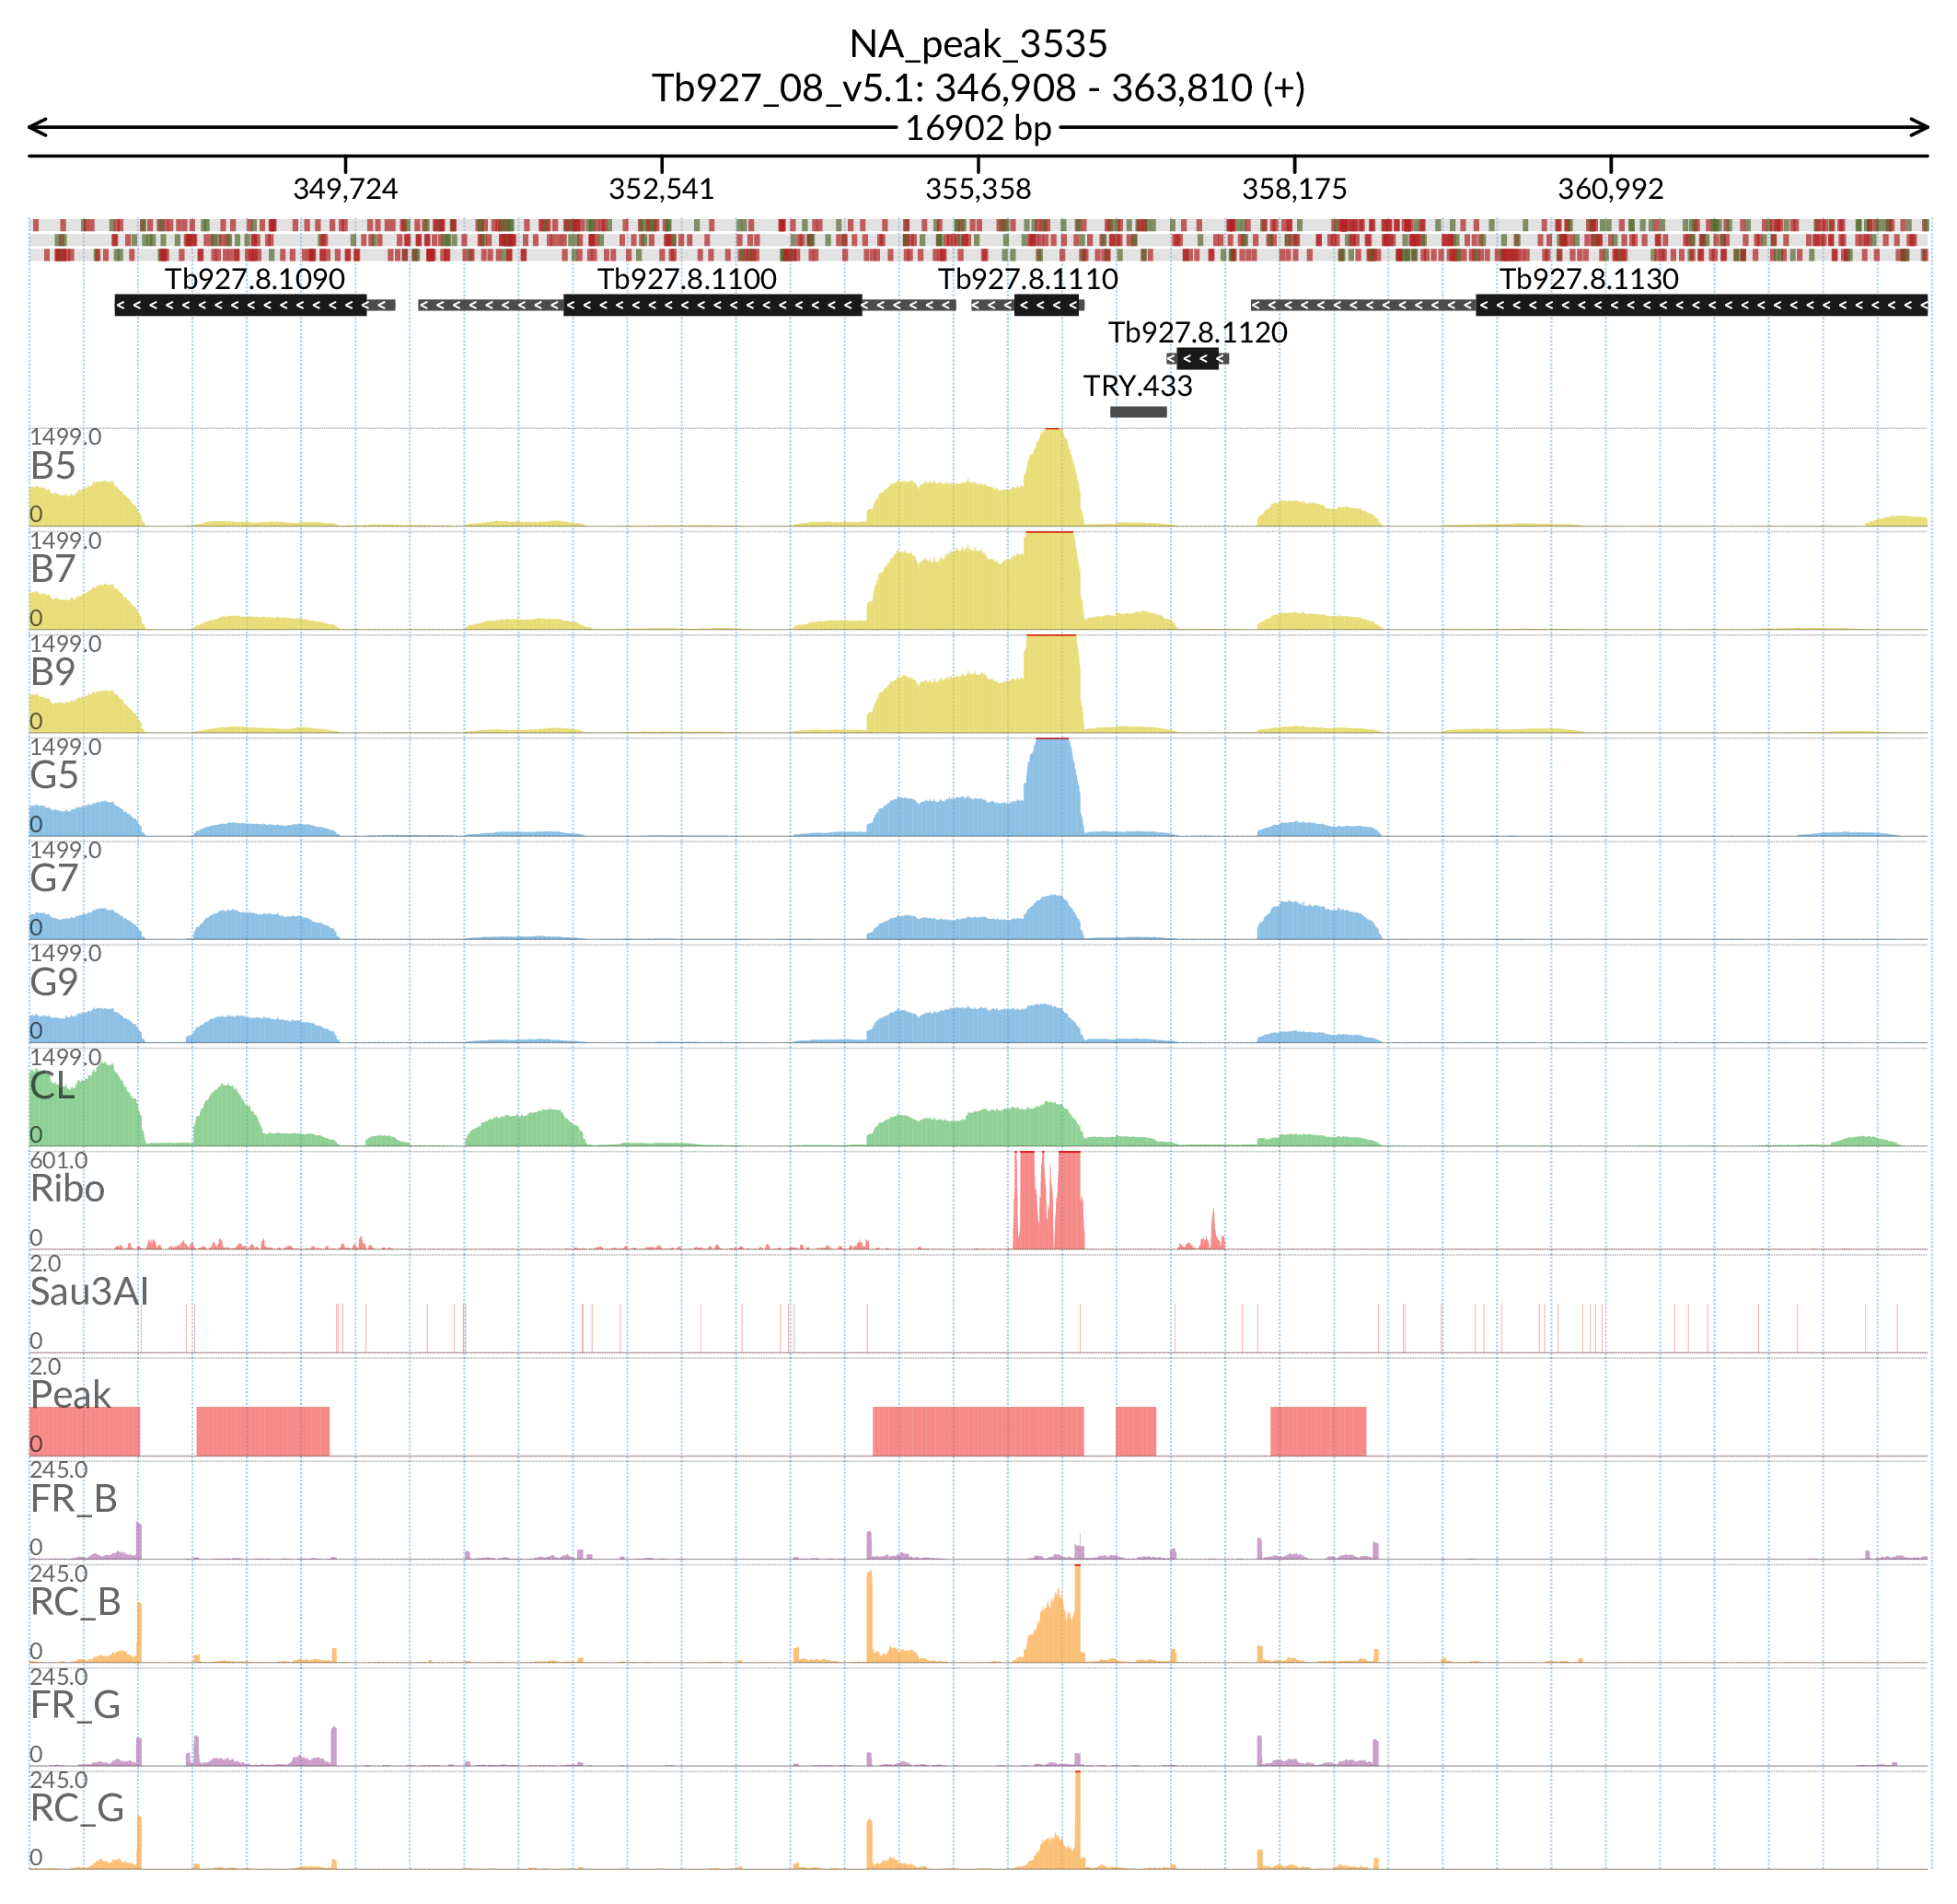 NA_peak_3535
Tb927_08_v5.1: 346,908 - 363,810 (+)
16902 bp
349,724 352,541 355,358 358,175 360,992
Tb927.8.1090 Tb927.8.1100 Tb927.8.1110 Tb927.8.1130
Tb927.8.1120
TRY.433
1499.0
B5
0
1499.0
B7
0
1499.0
B9
0
1499.0
G5
0
1499.0
G7
0
1499.0
G9
0
1499.0
CL
0
601.0
Ribo
0
2.0
Sau3AI
0
2.0
Peak
0
245.0
FR_B
0
245.0
RC_B
0
245.0
FR_G
0
245.0
RC_G
0